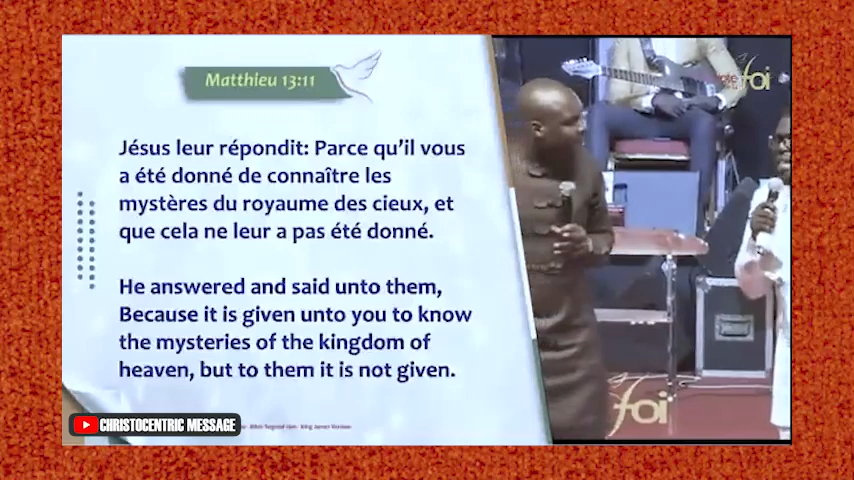 Matthieu 13:11
Jésus leur répondit: Parce qu'il vous
a été donné de connaître les
mystères du royaume des cieux, et
que cela ne leur a pas été donné.
He answered and said unto them,
Because it is given unto you to know
the mysteries of the kingdom of
heaven, but to them it is not given.
CHRISTOCENTRIC MESSAGE
King James Version
foi
foi